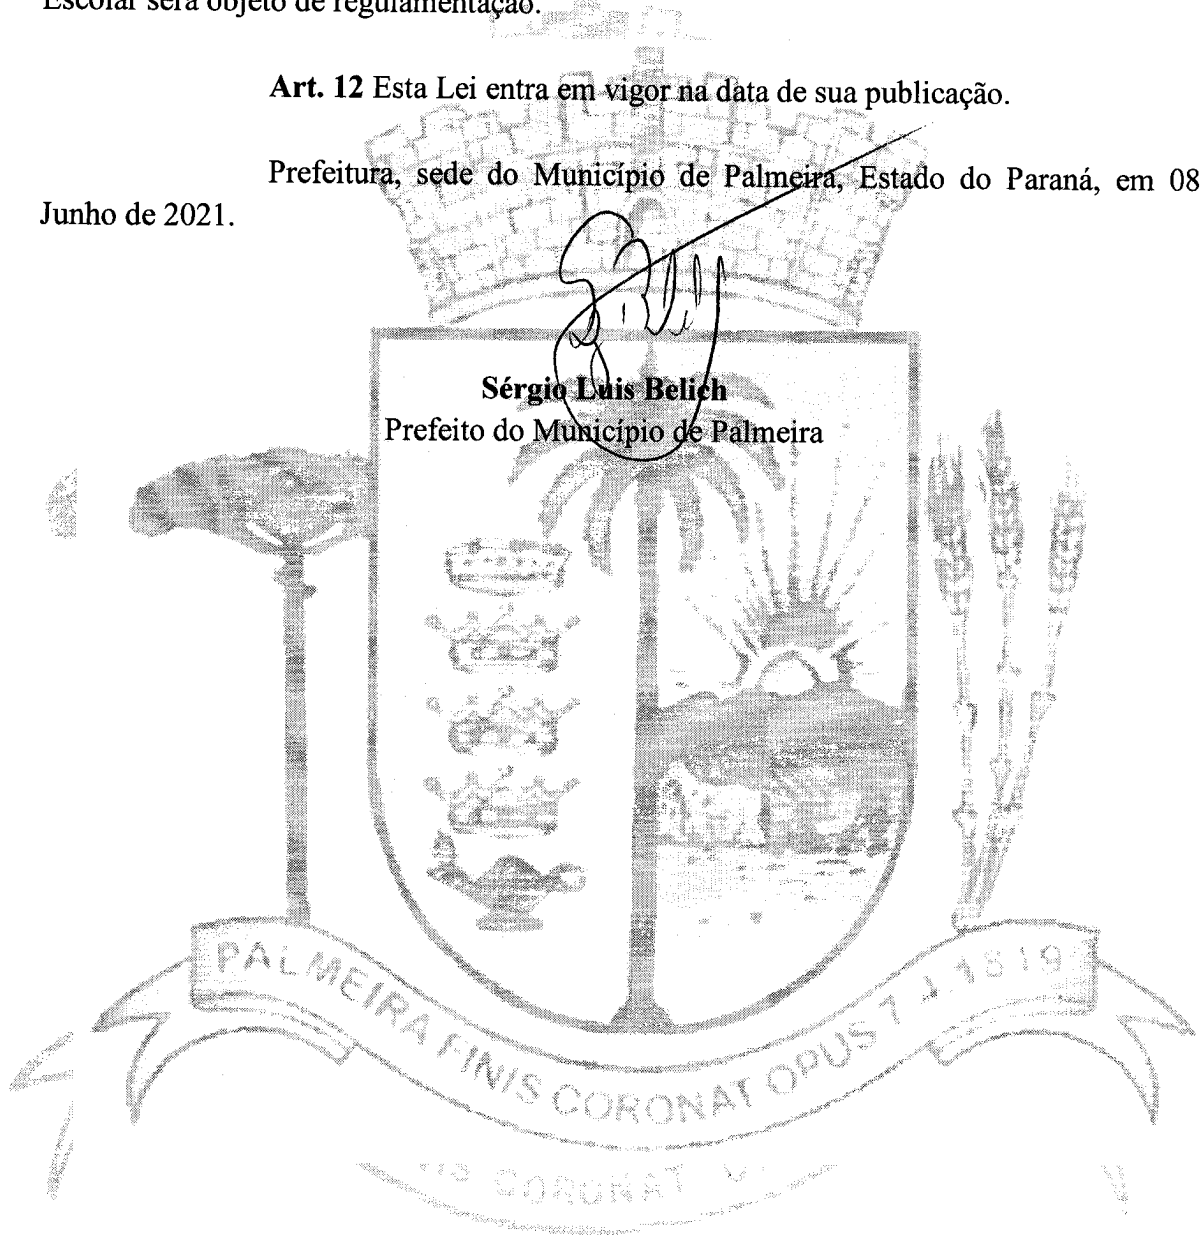 Escolar será objeto de regulamentação.
Art. 12 Esta Lei entra em vigor na data de sua publicação.
Prefeitura, sede do Município de Palmeira, Estado do Paraná, em 08
Junho de 2021.
Sérgio Luis Belich
Prefeito do Município de Palmeira
PALMEIRA FINIS CORONAT OPUS 7.4.1819
CORONAT